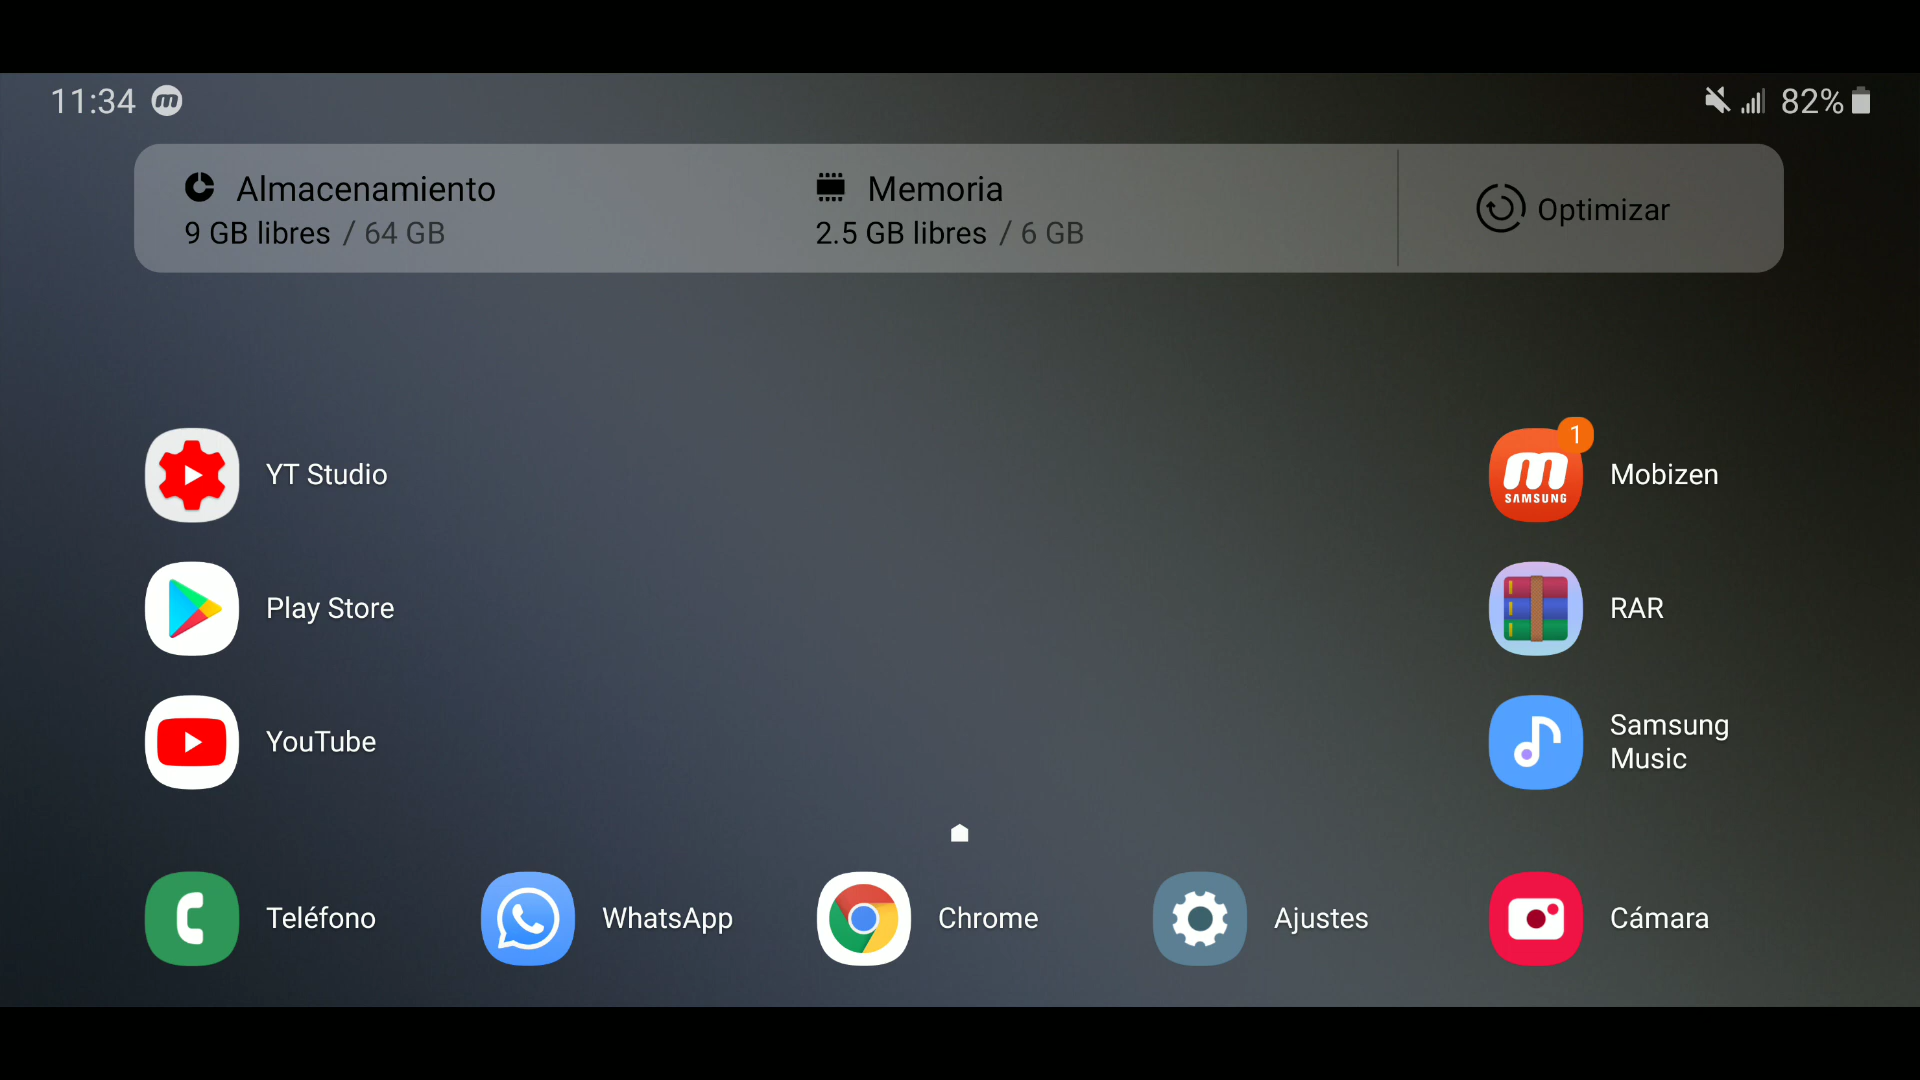 11:34
82%
Almacenamiento
9 GB libres / 64 GB
Memoria
2.5 GB libres / 6 GB
Optimizar
YT Studio
1
SAMSUNG
Mobizen
Play Store
RAR
YouTube
Samsung
Music
Teléfono
WhatsApp
Chrome
Ajustes
Cámara